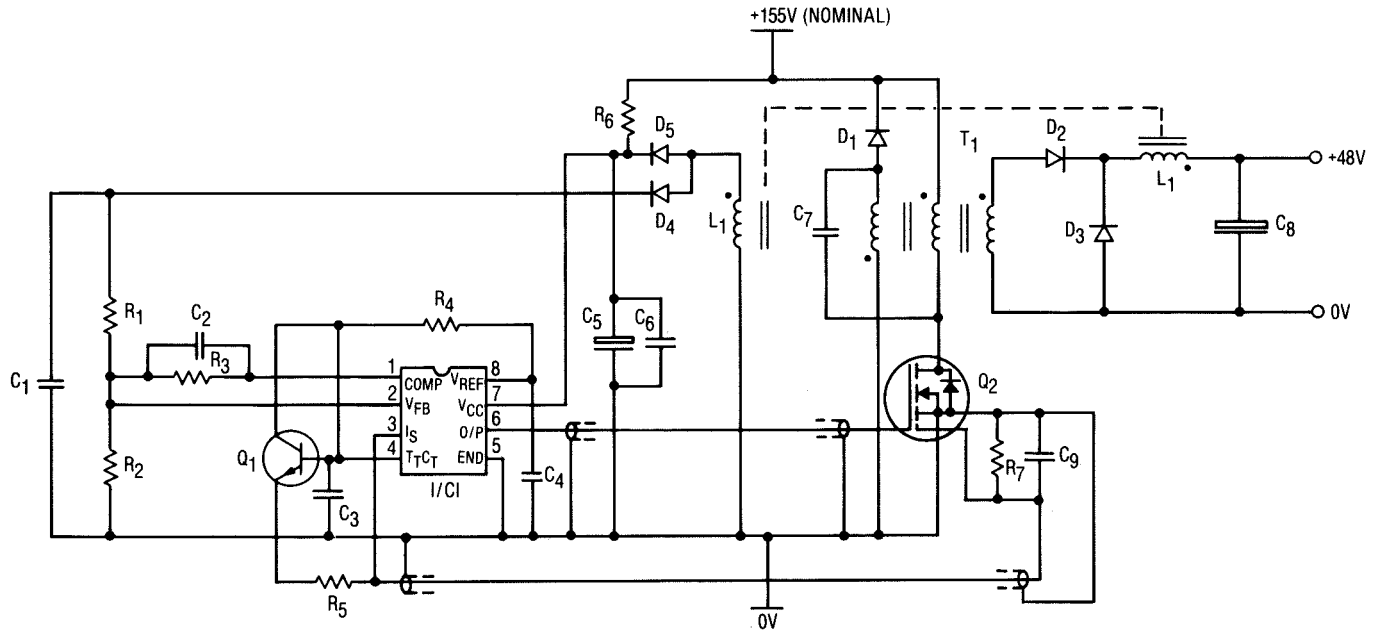 +155V (NOMINAL)
R6
D5
D1
T1
D2
+48V
L1
D4
L1
C7
D3
C8
0V
R1
C2
R4
C5
C6
R3
C1
1
8
COMP
VREF
Q2
2
7
VFB
VCC
3
6
IS
O/P
R2
Q1
4
5
TTCT
END
C4
R7
C9
I/CI
C3
R5
0V